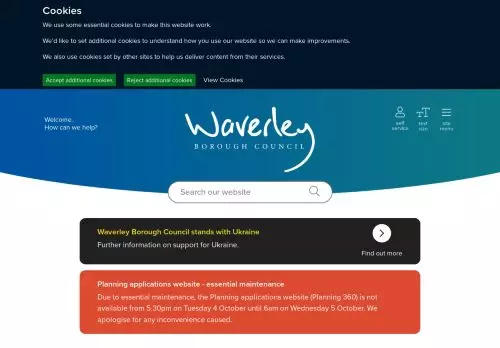 Cookies
We use some essential cookies to make this website work.
We'd like to set additional cookies to understand how you use our website so we can make improvements.
We also use cookies set by other sites to help us deliver content from their services.
Accept additional cookies
Reject additional cookies
View Cookies
Welcome.
How can we help?
Waverley
BOROUGH COUNCIL
self
service
text
size
site
menu
Search our website
Waverley Borough Council stands with Ukraine
Further information on support for Ukraine.
Find out more
Planning applications website - essential maintenance
Due to essential maintenance, the Planning applications website (Planning 360) is not
available from 5:30pm on Tuesday 4 October until 6am on Wednesday 5 October. We
apologise for any inconvenience caused.